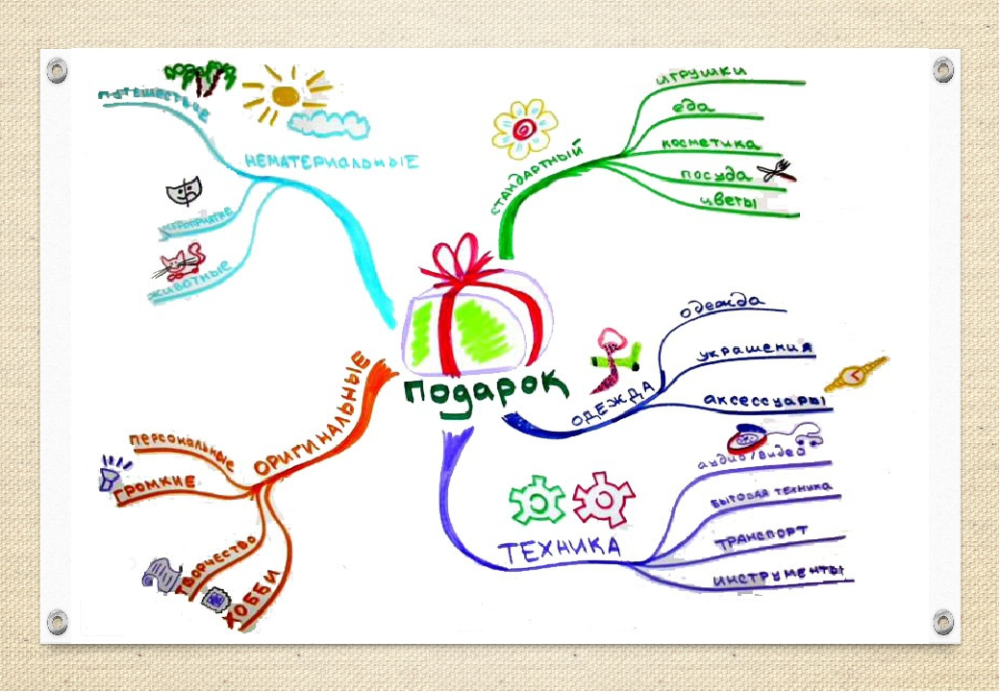 подарок
СТАНДАРТНЫЙ
игрушки
еда
косметика
посуда
цветы
ОДЕЖДА
одежда
украшения
аксессуары
ТЕХНИКА
аудио/видео
бытовая техника
транспорт
инструменты
ОРИГИНАЛЬНЫЕ
персональные
громкие
творчество
хобби
НЕМАТЕРИАЛЬНЫЕ
путешествие
мероприятие
животные